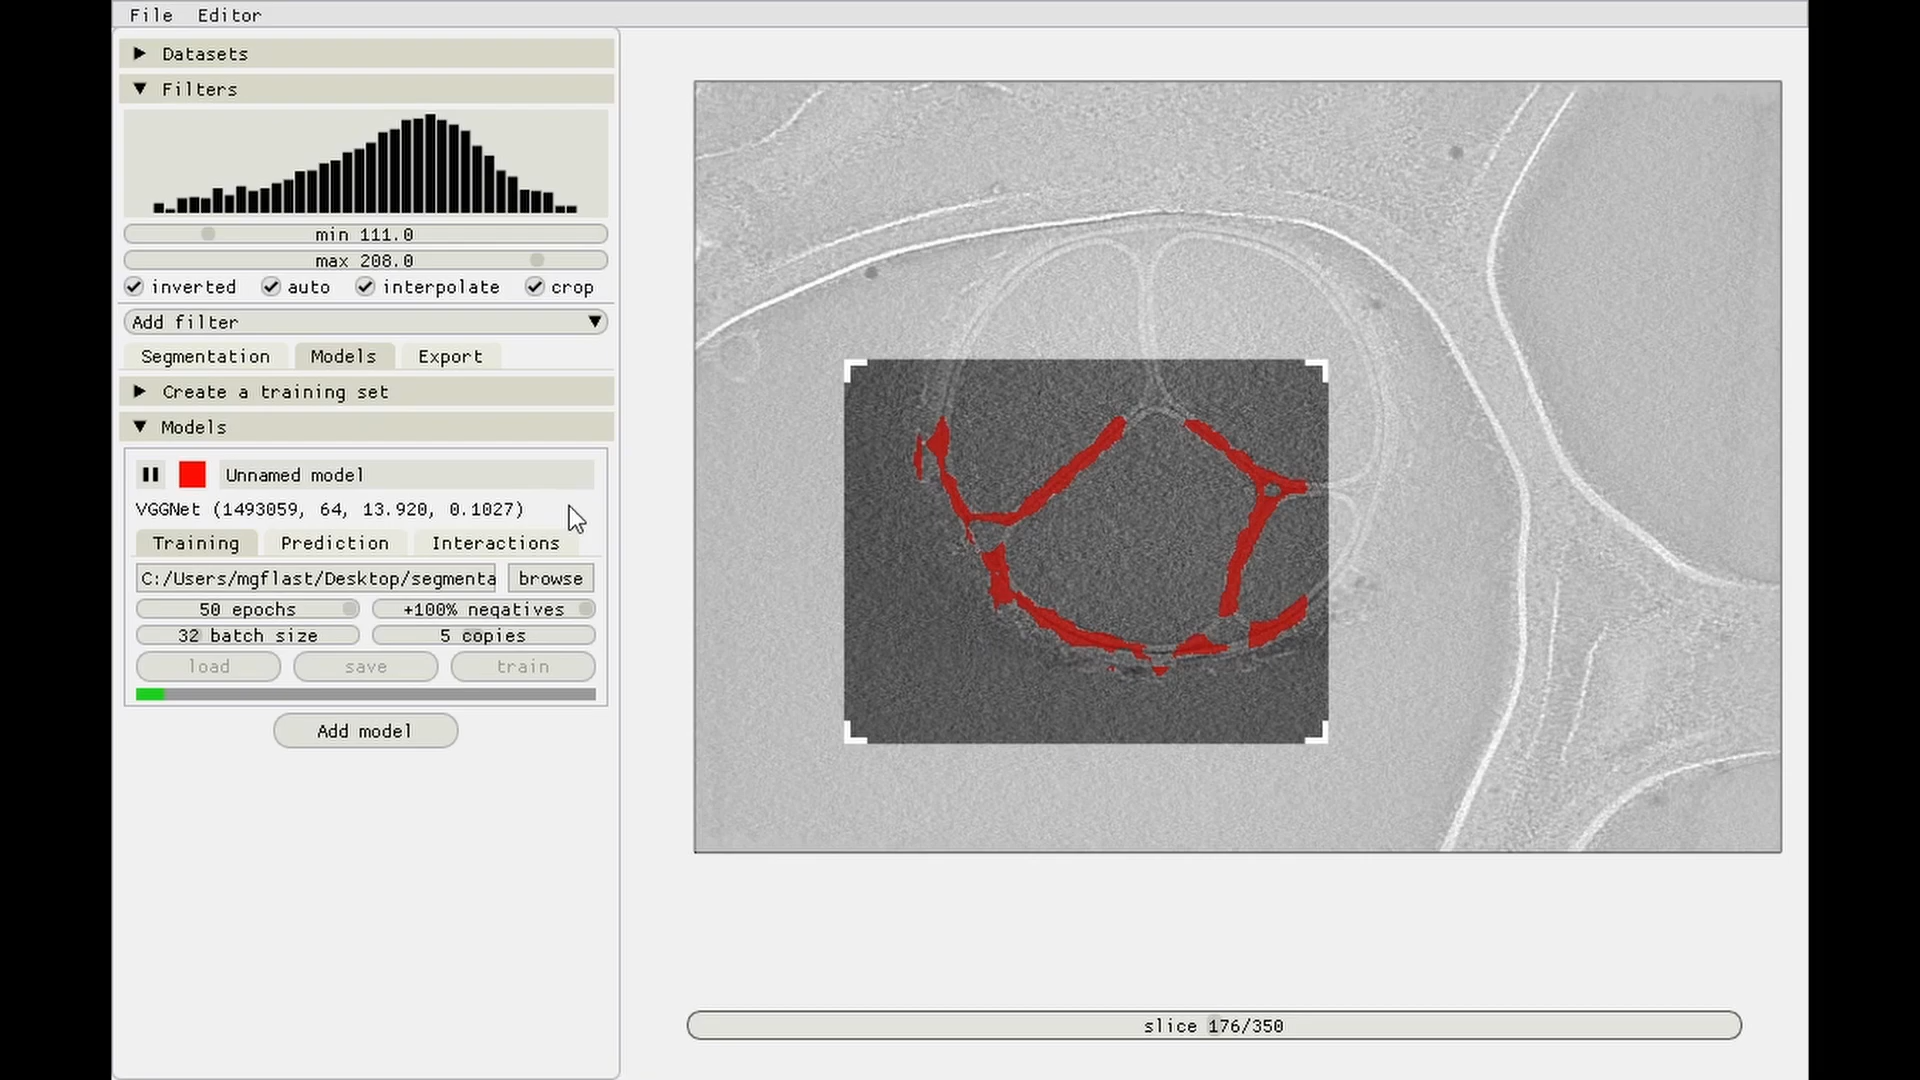 File Editor
Datasets
Filters
min 111.0
max 208.0
inverted auto interpolate crop
Add filter
Segmentation Models Export
Create a training set
Models
Unnamed model
VGGNet (1493059, 64, 13.920, 0.1027)
Training Prediction Interactions
C:/Users/mgflast/Desktop/segmenta browse
50 epochs +100% negatives
32 batch size 5 copies
load save train
Add model
slice 176/350